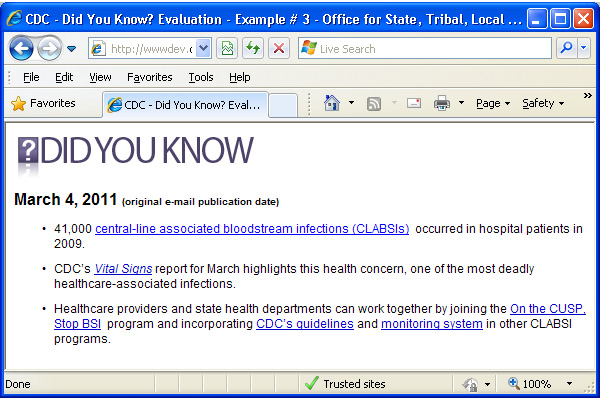 CDC - Did You Know? Evaluation - Example # 3 - Office for State, Tribal, Local ...
http://wwwdev.c
Live Search
File Edit View Favorites Tools Help
Favorites
CDC - Did You Know? Eval...
Page
Safety
»
? DID YOU KNOW
March 4, 2011 (original e-mail publication date)
• 41,000 central-line associated bloodstream infections (CLABSIs) occurred in hospital patients in
2009.
• CDC's Vital Signs report for March highlights this health concern, one of the most deadly
healthcare-associated infections.
• Healthcare providers and state health departments can work together by joining the On the CUSP,
Stop BSI program and incorporating CDC's guidelines and monitoring system in other CLABSI
programs.
Done
Trusted sites
100%